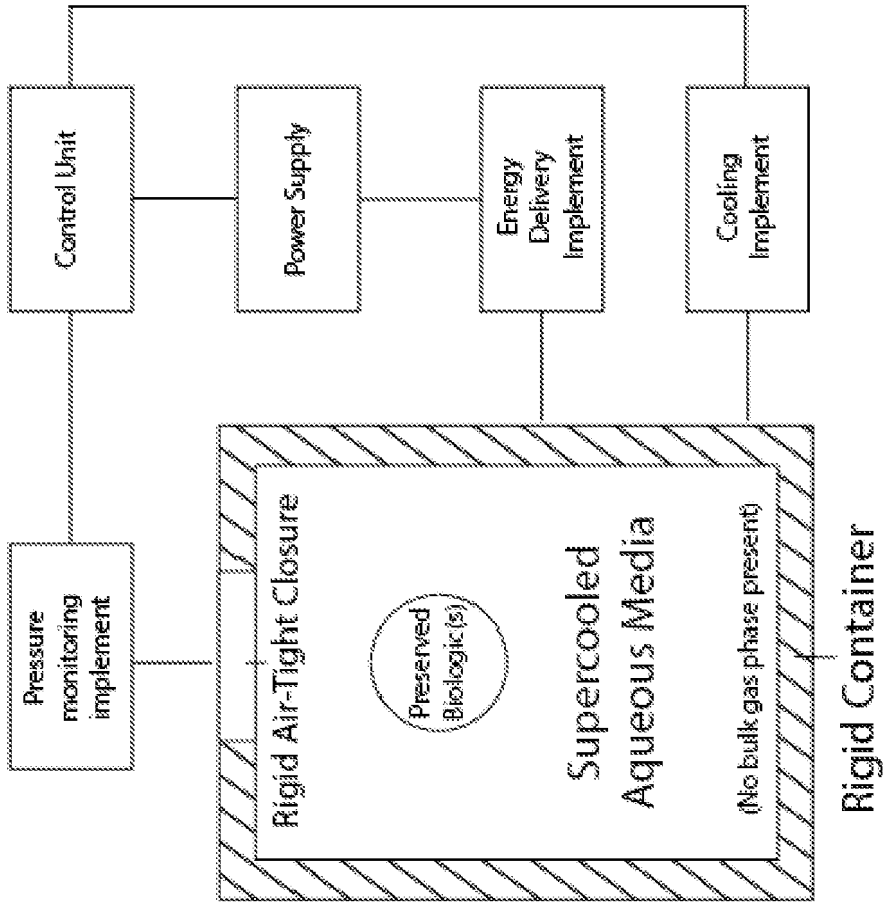 Pressure
monitoring
implement
Control Unit
Power Supply
Energy
Delivery
Implement
Cooling
Implement
Rigid Air-Tight Closure
Preserved
Biologic(s)
Supercooled
Aqueous Media
(No bulk gas phase present)
Rigid Container